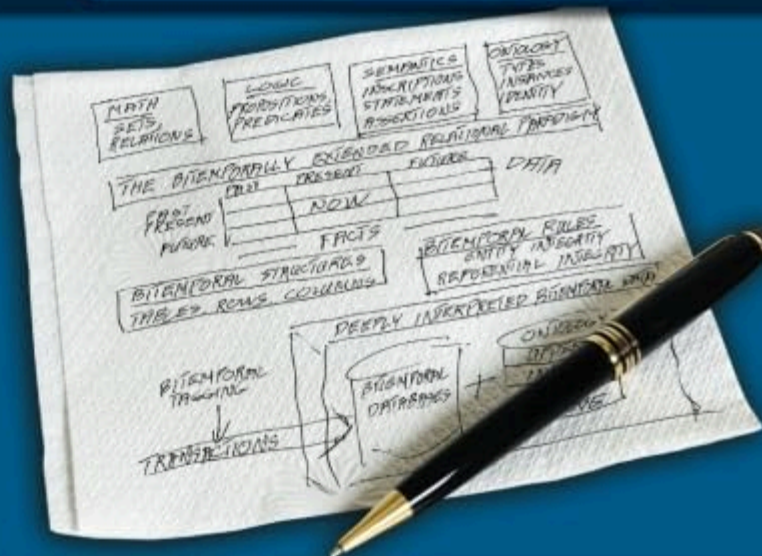 MATH
SETS
RELATIONS
LOGIC
PROPOSITIONS
PREDICATES
SEMANTICS
INSCRIPTIONS
STATEMENTS
ASSERTIONS
ONTOLOGY
TYPES
INSTANCES
IDENTITY
THE BITEMPORALLY EXTENDED RELATIONAL PARADIGM
PAST PRESENT FUTURE
DATA
PAST
PRESENT
FUTURE
NOW
FACTS
BITEMPORAL STRUCTURES
TABLES ROWS COLUMNS
BITEMPORAL RULES
ENTITY INTEGRITY
REFERENTIAL INTEGRITY
DEEPLY INTERPRETED BITEMPORAL DATA
BITEMPORAL
TAGGING
TRANSACTIONS
BITEMPORAL
DATABASES
+
ONTOLOGY